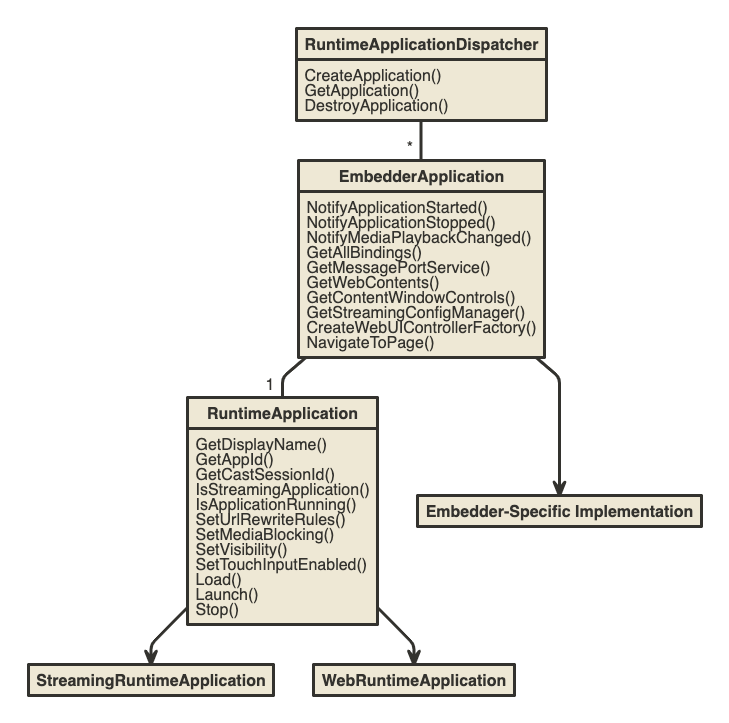 RuntimeApplicationDispatcher
CreateApplication()
GetApplication()
DestroyApplication()
*
EmbedderApplication
NotifyApplicationStarted()
NotifyApplicationStopped()
NotifyMediaPlaybackChanged()
GetAllBindings()
GetMessagePortService()
GetWebContents()
GetContentWindowControls()
GetStreamingConfigManager()
CreateWebUIControllerFactory()
NavigateToPage()
1
RuntimeApplication
GetDisplayName()
GetAppId()
GetCastSessionId()
IsStreamingApplication()
IsApplicationRunning()
SetUrlRewriteRules()
SetMediaBlocking()
SetVisibility()
SetTouchInputEnabled()
Load()
Launch()
Stop()
Embedder-Specific Implementation
StreamingRuntimeApplication
WebRuntimeApplication